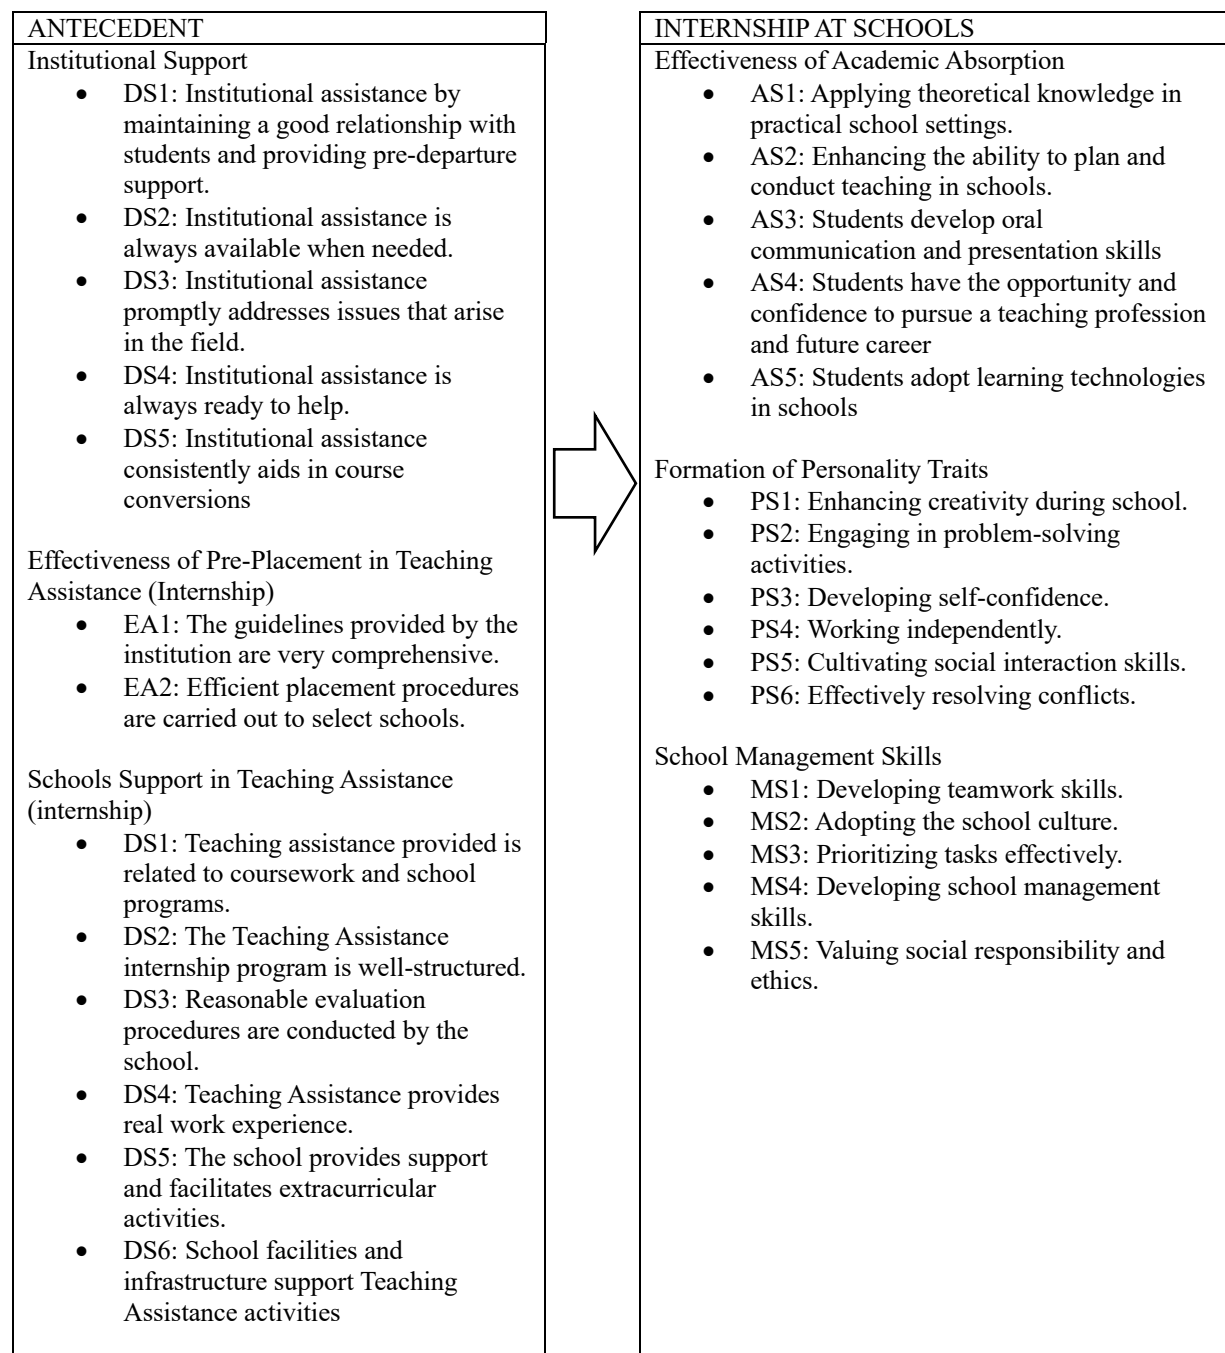 ANTECEDENT
Institutional Support
• DS1: Institutional assistance by
maintaining a good relationship with
students and providing pre-departure
support.
• DS2: Institutional assistance is
always available when needed.
• DS3: Institutional assistance
promptly addresses issues that arise
in the field.
• DS4: Institutional assistance is
always ready to help.
• DS5: Institutional assistance
consistently aids in course
conversions
Effectiveness of Pre-Placement in Teaching
Assistance (Internship)
• EA1: The guidelines provided by the
institution are very comprehensive.
• EA2: Efficient placement procedures
are carried out to select schools.
Schools Support in Teaching Assistance
(internship)
• DS1: Teaching assistance provided is
related to coursework and school
programs.
• DS2: The Teaching Assistance
internship program is well-structured.
• DS3: Reasonable evaluation
procedures are conducted by the
school.
• DS4: Teaching Assistance provides
real work experience.
• DS5: The school provides support
and facilitates extracurricular
activities.
• DS6: School facilities and
infrastructure support Teaching
Assistance activities
INTERNSHIP AT SCHOOLS
Effectiveness of Academic Absorption
• AS1: Applying theoretical knowledge in
practical school settings.
• AS2: Enhancing the ability to plan and
conduct teaching in schools.
• AS3: Students develop oral
communication and presentation skills
• AS4: Students have the opportunity and
confidence to pursue a teaching profession
and future career
• AS5: Students adopt learning technologies
in schools
Formation of Personality Traits
• PS1: Enhancing creativity during school.
• PS2: Engaging in problem-solving
activities.
• PS3: Developing self-confidence.
• PS4: Working independently.
• PS5: Cultivating social interaction skills.
• PS6: Effectively resolving conflicts.
School Management Skills
• MS1: Developing teamwork skills.
• MS2: Adopting the school culture.
• MS3: Prioritizing tasks effectively.
• MS4: Developing school management
skills.
• MS5: Valuing social responsibility and
ethics.